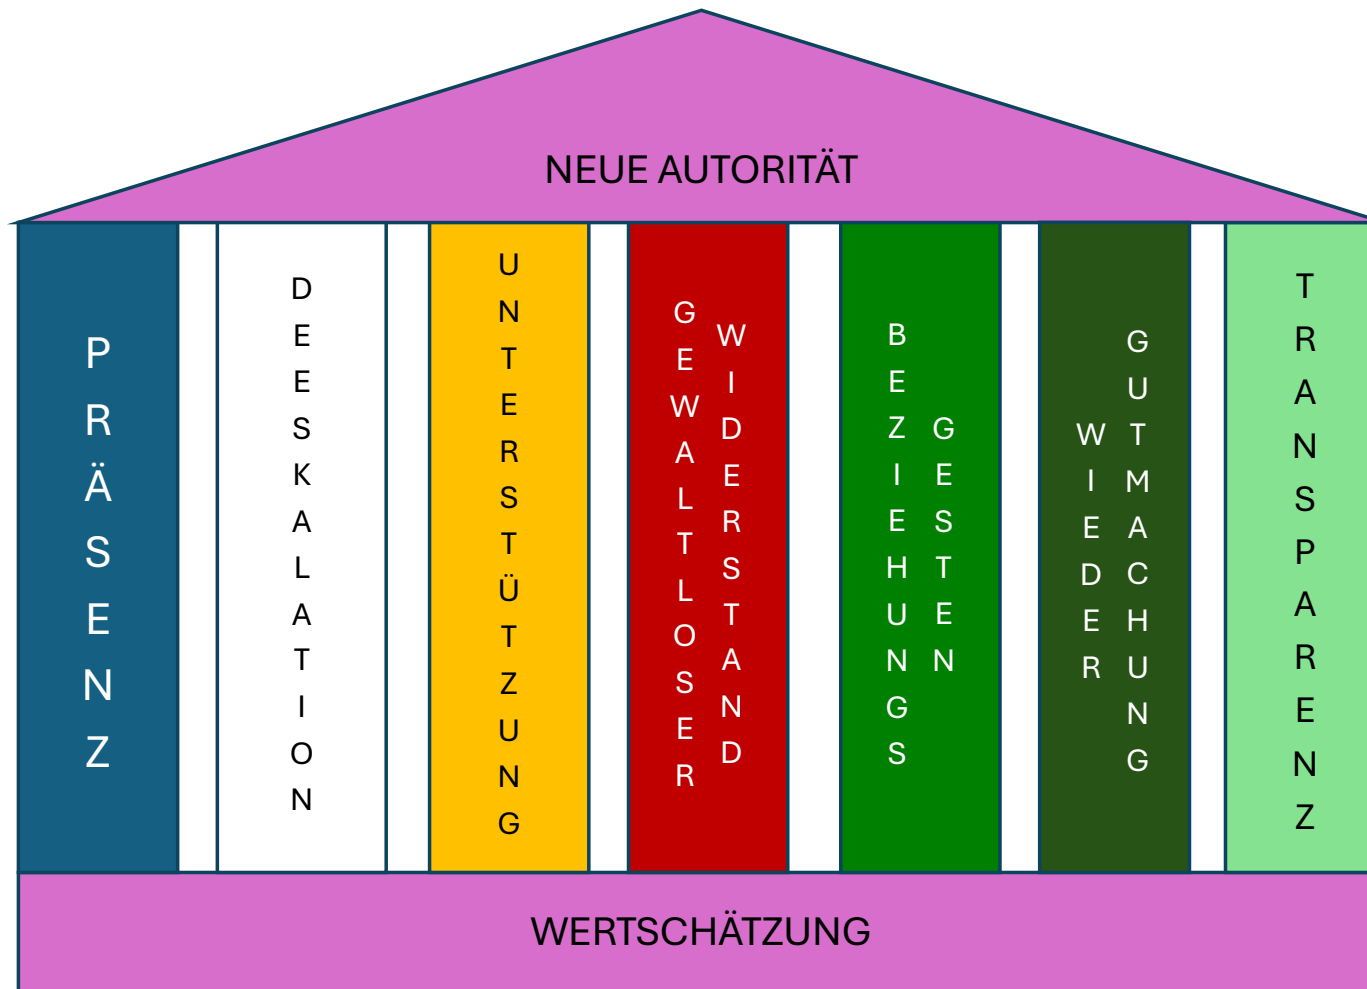 NEUE AUTORITÄT
PRÄSENZ
DEESKALATION
UNTERSTÜTZUNG
GEWALTLOSER
WIDERSTAND
BEZIEHUNGS
GESTEN
WIEDER
GUTMACHUNG
TRANSPARENZ
WERTSCHÄTZUNG